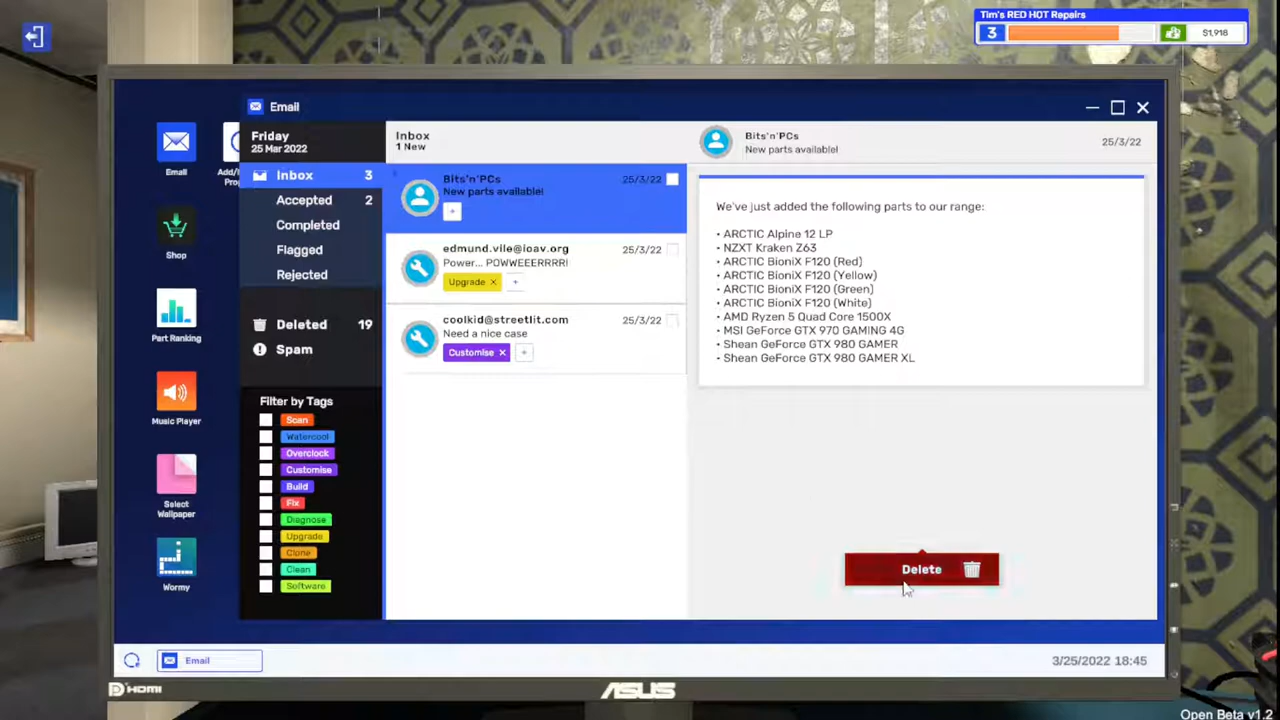 Tim's RED HOT Repairs
3
$1,918
Email
Friday
25 Mar 2022
Inbox 3
Accepted 2
Completed
Flagged
Rejected
Deleted 19
Spam
Filter by Tags
Scan
Watercool
Overclock
Customise
Build
Fix
Diagnose
Upgrade
Clone
Clean
Software
Email
Add/
Prog
Shop
Part Ranking
Music Player
Select
Wallpaper
Wormy
Inbox
1 New
Bits'n'PCs 25/3/22
New parts available!
+
edmund.vile@icav.org 25/3/22
Power... POWWEEERRRR!
Upgrade × +
coolkid@streetlit.com 25/3/22
Need a nice case
Customise × +
Bits'n'PCs
New parts available!
25/3/22
We've just added the following parts to our range:
• ARCTIC Alpine 12 LP
• NZXT Kraken Z63
• ARCTIC BioniX F120 (Red)
• ARCTIC BioniX F120 (Yellow)
• ARCTIC BioniX F120 (Green)
• ARCTIC BioniX F120 (White)
• AMD Ryzen 5 Quad Core 1500X
• MSI GeForce GTX 970 GAMING 4G
• Shean GeForce GTX 980 GAMER
• Shean GeForce GTX 980 GAMER XL
Delete
Email
3/25/2022 18:45
HDMI
ASUS
Open Beta v1.2